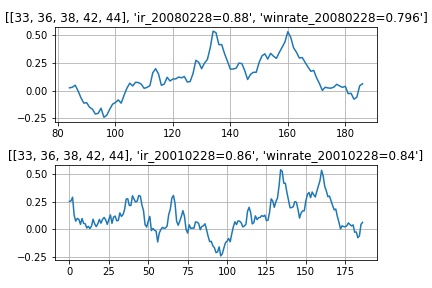 [[33, 36, 38, 42, 44], 'ir_20080228=0.88', 'winrate_20080228=0.796']
0.50
0.25
0.00
−0.25
80 100 120 140 160 180
[[33, 36, 38, 42, 44], 'ir_20010228=0.86', 'winrate_20010228=0.84']
0.50
0.25
0.00
−0.25
0 25 50 75 100 125 150 175